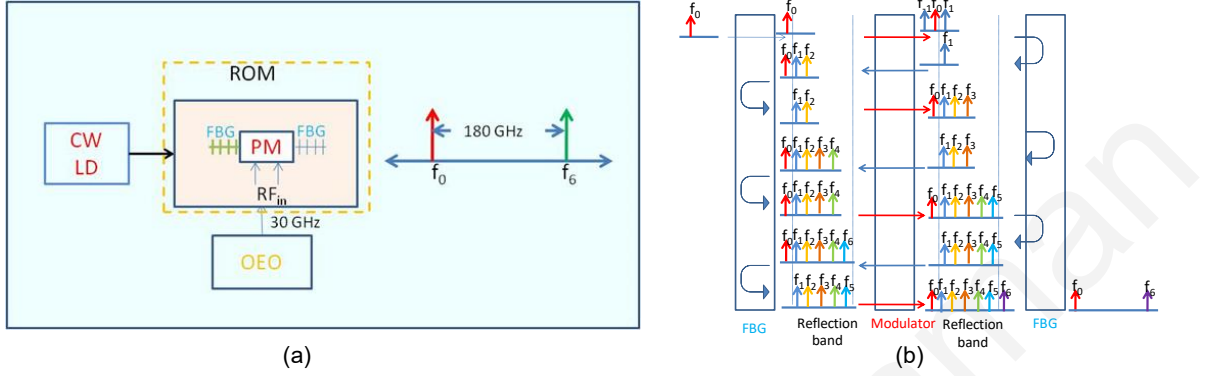 ROM
FBG
PM
FBG
RF in
CW
LD
30 GHz
OEO
180 GHz
f0
f6
(a)
f0
f0
f-1 f0 f1
f1
f0 f1 f2
f1 f2
f0 f1 f2 f3
f1 f2 f3
f0 f1 f2 f3 f4
f0 f1 f2 f3 f4
f0 f1 f2 f3 f4 f5
f0 f1 f2 f3 f4 f5 f6
f1 f2 f3 f4 f5
f1 f2 f3 f4 f5
f0 f1 f2 f3 f4 f5 f6
f0
f6
FBG
Reflection
band
Modulator
Reflection
band
FBG
(b)